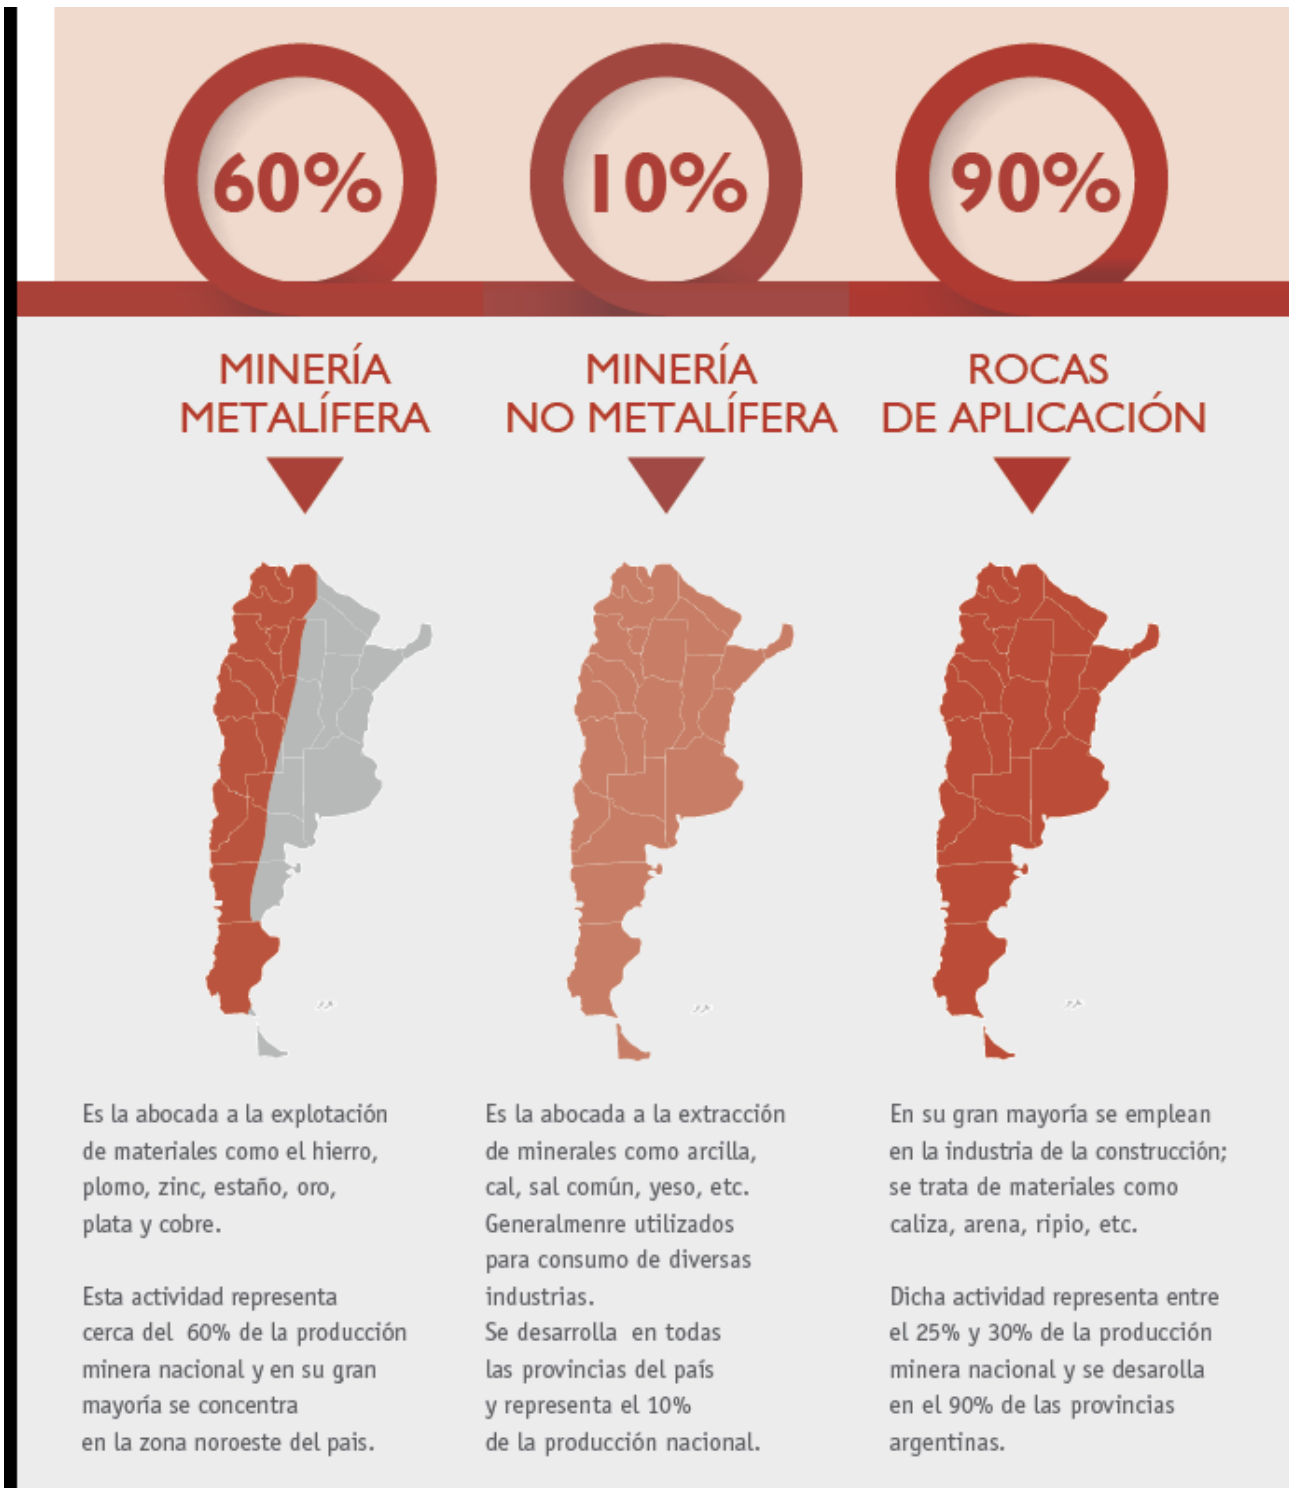 60%
10%
90%
MINERÍA
METALÍFERA
MINERÍA
NO METALÍFERA
ROCAS
DE APLICACIÓN
Es la abocada a la explotación
de materiales como el hierro,
plomo, zinc, estaño, oro,
plata y cobre.
Esta actividad representa
cerca del 60% de la producción
minera nacional y en su gran
mayoría se concentra
en la zona noroeste del pais.
Es la abocada a la extracción
de minerales como arcilla,
cal, sal común, yeso, etc.
Generalmenre utilizados
para consumo de diversas
industrias.
Se desarrolla en todas
las provincias del país
y representa el 10%
de la producción nacional.
En su gran mayoría se emplean
en la industria de la construcción;
se trata de materiales como
caliza, arena, ripio, etc.
Dicha actividad representa entre
el 25% y 30% de la producción
minera nacional y se desarolla
en el 90% de las provincias
argentinas.